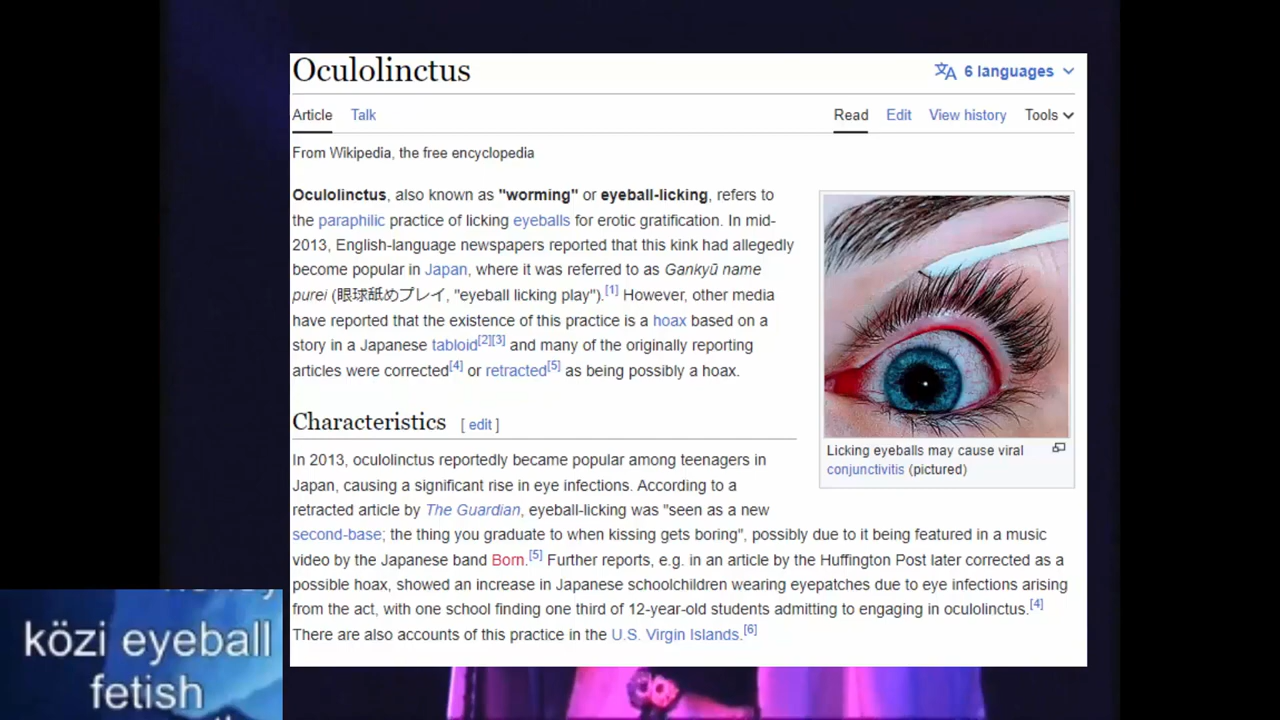 Oculolinctus
6 languages
Article Talk
Read Edit View history Tools
From Wikipedia, the free encyclopedia
Oculolinctus, also known as "worming" or eyeball-licking, refers to
the paraphilic practice of licking eyeballs for erotic gratification. In mid-
2013, English-language newspapers reported that this kink had allegedly
become popular in Japan, where it was referred to as Gankyū name
purei (眼球舐めプレイ, "eyeball licking play").[1] However, other media
have reported that the existence of this practice is a hoax based on a
story in a Japanese tabloid[2][3] and many of the originally reporting
articles were corrected[4] or retracted[5] as being possibly a hoax.
Licking eyeballs may cause viral
conjunctivitis (pictured)
Characteristics [ edit ]
In 2013, oculolinctus reportedly became popular among teenagers in
Japan, causing a significant rise in eye infections. According to a
retracted article by The Guardian, eyeball-licking was "seen as a new
second-base; the thing you graduate to when kissing gets boring", possibly due to it being featured in a music
video by the Japanese band Born.[5] Further reports, e.g. in an article by the Huffington Post later corrected as a
possible hoax, showed an increase in Japanese schoolchildren wearing eyepatches due to eye infections arising
from the act, with one school finding one third of 12-year-old students admitting to engaging in oculolinctus.[4]
There are also accounts of this practice in the U.S. Virgin Islands.[6]
közi eyeball
fetish